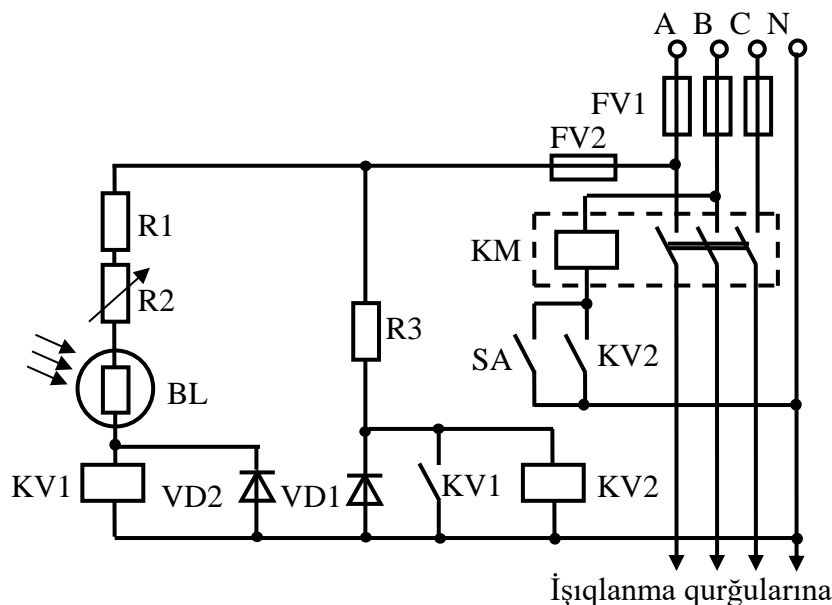 A B C N
FV1
FV2
R1
KM
R2
R3
SA KV2
BL
KV1 VD2 VD1 KV1 KV2
İşıqlanma qurğularına